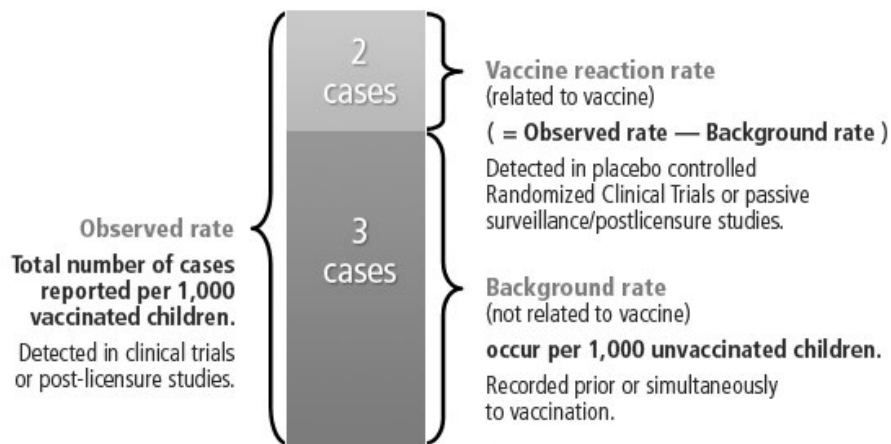 2
cases
3
cases
Observed rate
Total number of cases
reported per 1,000
vaccinated children.
Detected in clinical trials
or post-licensure studies.
Vaccine reaction rate
(related to vaccine)
( = Observed rate — Background rate )
Detected in placebo controlled
Randomized Clinical Trials or passive
surveillance/postlicensure studies.
Background rate
(not related to vaccine)
occur per 1,000 unvaccinated children.
Recorded prior or simultaneously
to vaccination.